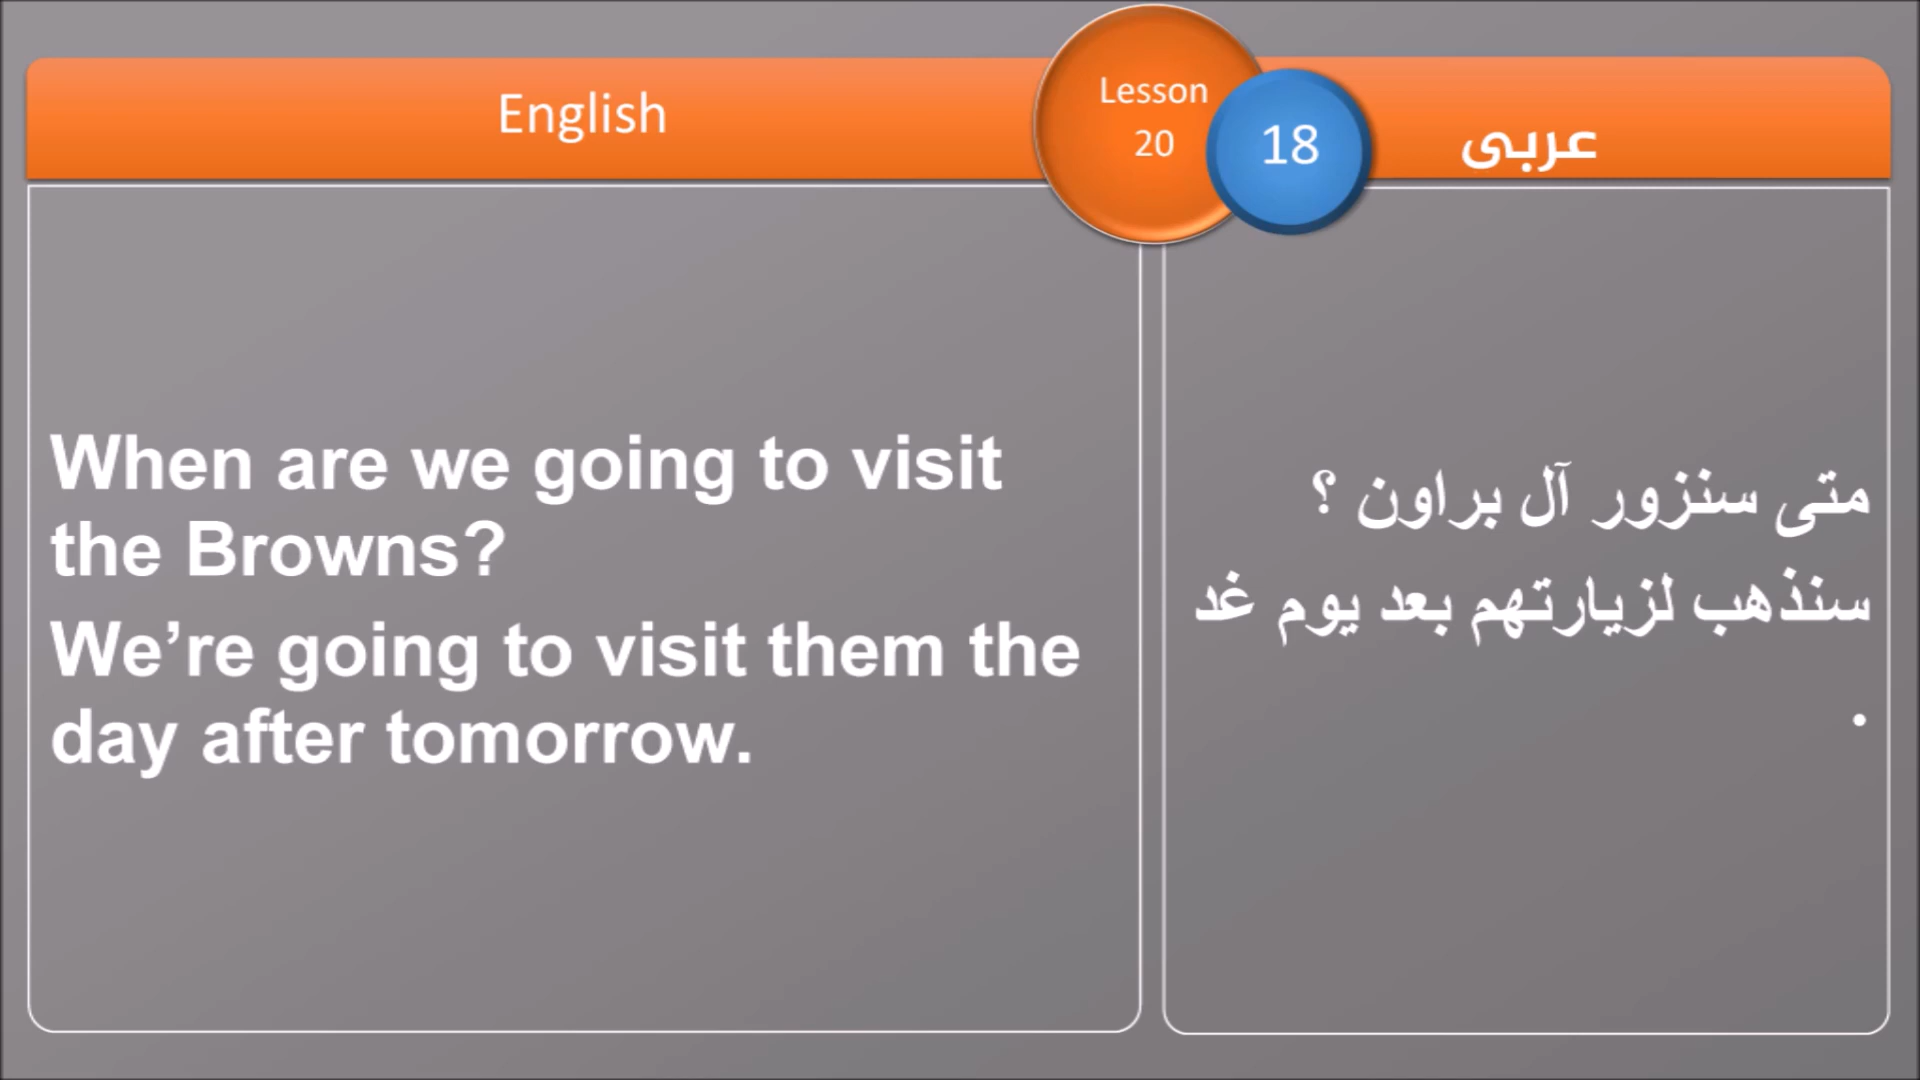 English
Lesson
20
18
عربى
When are we going to visit
the Browns?
We’re going to visit them the
day after tomorrow.
متى سنزور آل براون ؟
سنذهب لزيارتهم بعد يوم غد
.